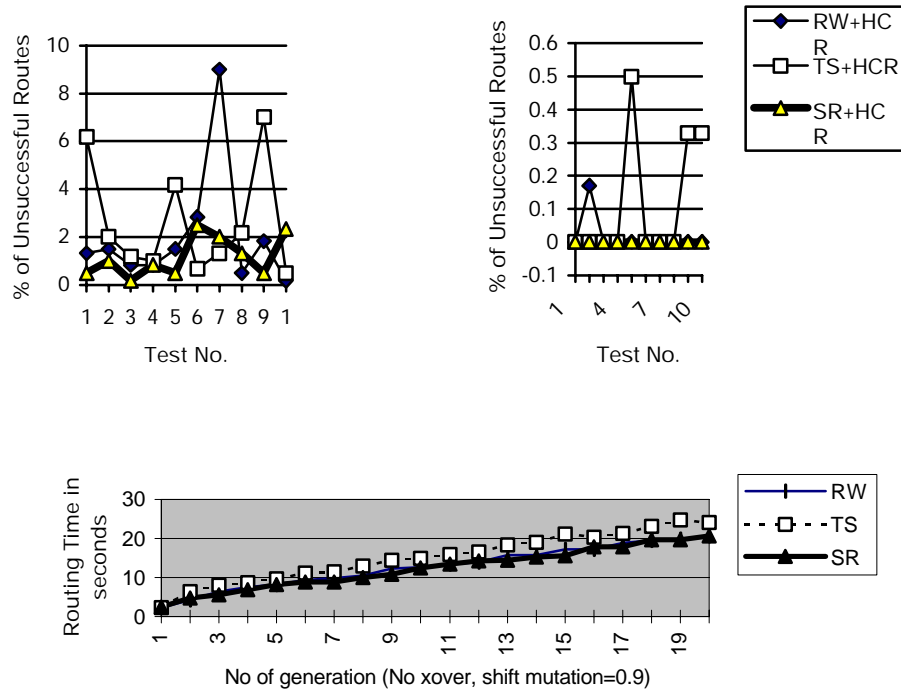 % of Unsuccessful Routes
10
8
6
4
2
0
1 2 3 4 5 6 7 8 9 1
Test No.
% of Unsuccessful Routes
0.6
0.5
0.4
0.3
0.2
0.1
0
-0.1
1 4 7 10
Test No.
RW+HC
R
TS+HCR
SR+HC
R
Routing Time in
seconds
30
20
10
0
1 3 5 7 9 11 13 15 17 19
No of generation (No xover, shift mutation=0.9)
RW
TS
SR